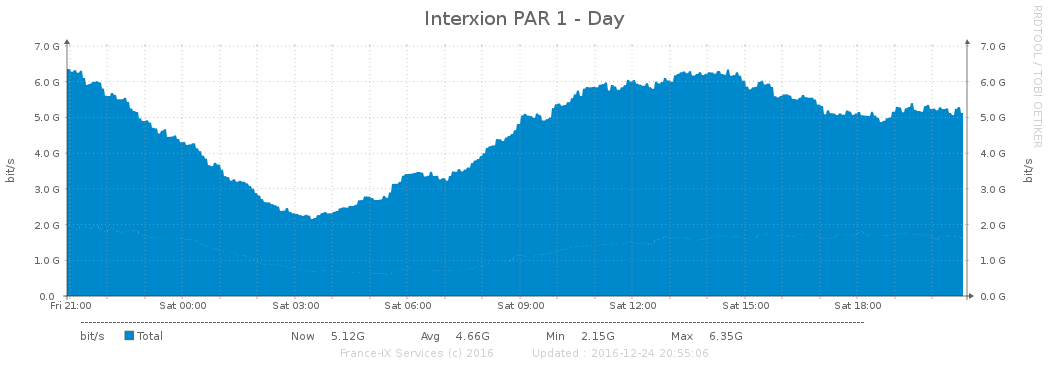 Interxion PAR 1 - Day
RRDTOOL / TOBI OETIKER
bit/s
7.0 G 7.0 G
6.0 G 6.0 G
5.0 G 5.0 G
4.0 G 4.0 G
3.0 G 3.0 G
2.0 G 2.0 G
1.0 G 1.0 G
0.0 0.0 G
bit/s
Fri 21:00 Sat 00:00 Sat 03:00 Sat 06:00 Sat 09:00 Sat 12:00 Sat 15:00 Sat 18:00
bit/s Total Now 5.12G Avg 4.66G Min 2.15G Max 6.35G
France-IX Services (c) 2016 Updated : 2016-12-24 20:55:06